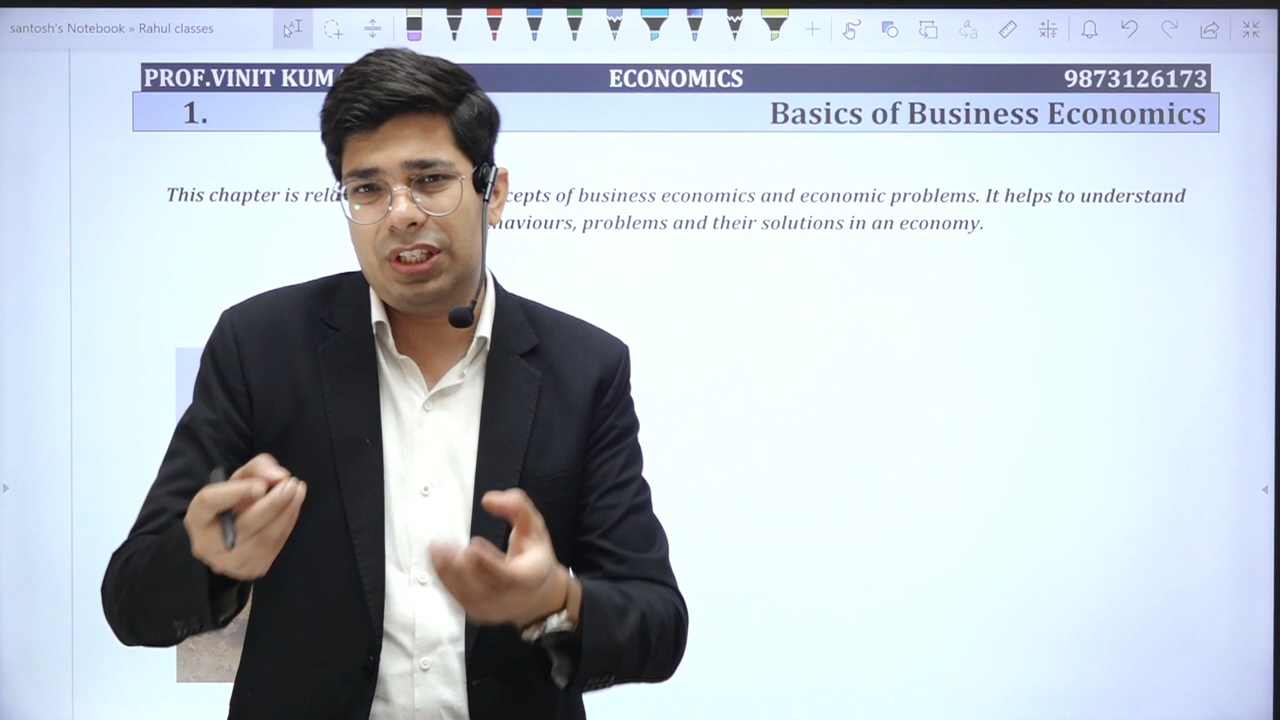 santosh's Notebook » Rahul classes
PROF.VINIT KUM ECONOMICS 9873126173
1. Basics of Business Economics
This chapter is rela cepts of business economics and economic problems. It helps to understand
haviours, problems and their solutions in an economy.